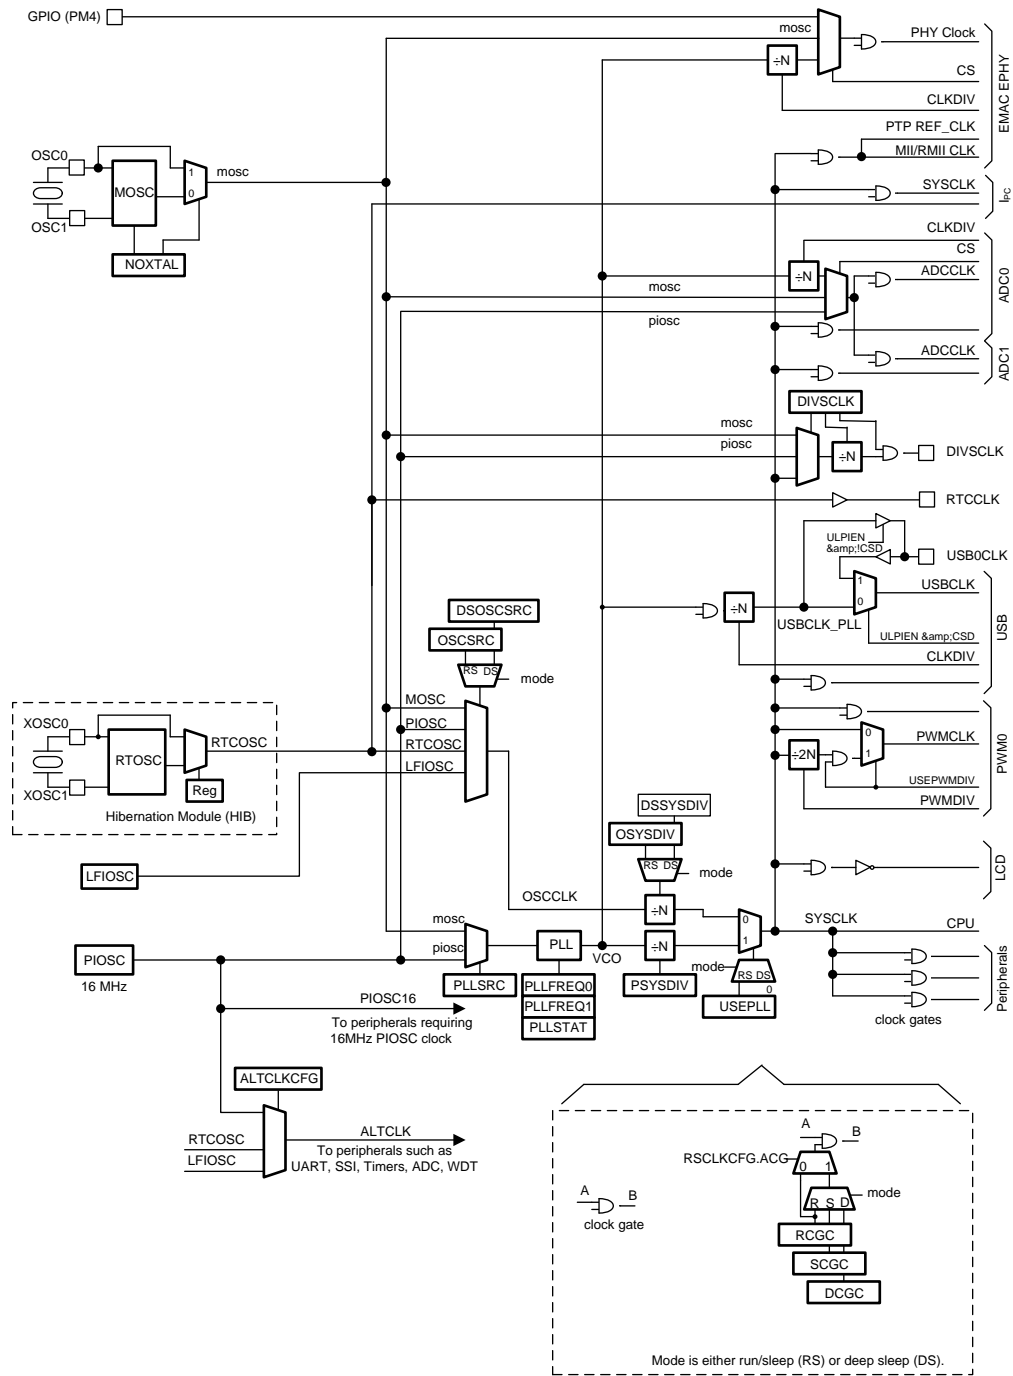 GPIO (PM4)
mosc
PHY Clock
÷N
CS
CLKDIV
EMAC EPHY
PTP REF_CLK
MII/RMII CLK
OSC0
MOSC
1
0
mosc
OSC1
NOXTAL
SYSCLK
I PC
CLKDIV
CS
÷N
ADCCLK
mosc
ADC0
piosc
ADCCLK
ADC1
DIVSCLK
mosc
piosc
÷N
DIVSCLK
RTCCLK
ULPIEN
&amp;!CSD
USB0CLK
1
0
USBCLK
÷N
USBCLK_PLL
ULPIEN &amp;CSD
USB
CLKDIV
DSOSCSRC
OSCSRC
RS DS
mode
MOSC
PIOSC
RTCOSC
LFIOSC
XOSC0
RTOSC
RTCOSC
XOSC1
Reg
Hibernation Module (HIB)
0
1
PWMCLK
÷2N
USEPWMDIV
PWMDIV
PWM0
DSSYSDIV
OSYSDIV
RS DS
mode
LFIOSC
LCD
OSCCLK
÷N
mosc
piosc
0
1
SYSCLK
CPU
PIOSC
16 MHz
PLL
VCO
÷N
mode
RS DS
0
PLLSRC
PLLFREQ0
PLLFREQ1
PLLSTAT
PSYSDIV
USEPLL
Peripherals
clock gates
PIOSC16
To peripherals requiring
16MHz PIOSC clock
ALTCLKCFG
RTCOSC
LFIOSC
ALTCLK
To peripherals such as
UART, SSI, Timers, ADC, WDT
A
B
RSCLKCFG.ACG
0 1
mode
R S D
A
B
clock gate
RCGC
SCGC
DCGC
Mode is either run/sleep (RS) or deep sleep (DS).